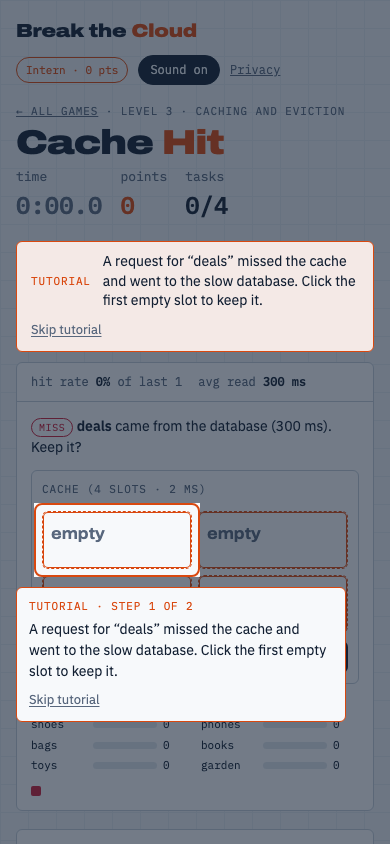 Break the Cloud
Intern · 0 pts
Sound on
Privacy
← ALL GAMES · LEVEL 3 · CACHING AND EVICTION
Cache Hit
time points tasks
0:00.0 0 0/4
TUTORIAL
A request for “deals” missed the cache
and went to the slow database. Click the
first empty slot to keep it.
Skip tutorial
hit rate 0% of last 1 avg read 300 ms
MISS deals came from the database (300 ms).
Keep it?
CACHE (4 SLOTS · 2 MS)
empty empty
TUTORIAL · STEP 1 OF 2
A request for “deals” missed the cache and
went to the slow database. Click the first empty
slot to keep it.
Skip tutorial
shoes 0 phones 0
bags 0 books 0
toys 0 garden 0